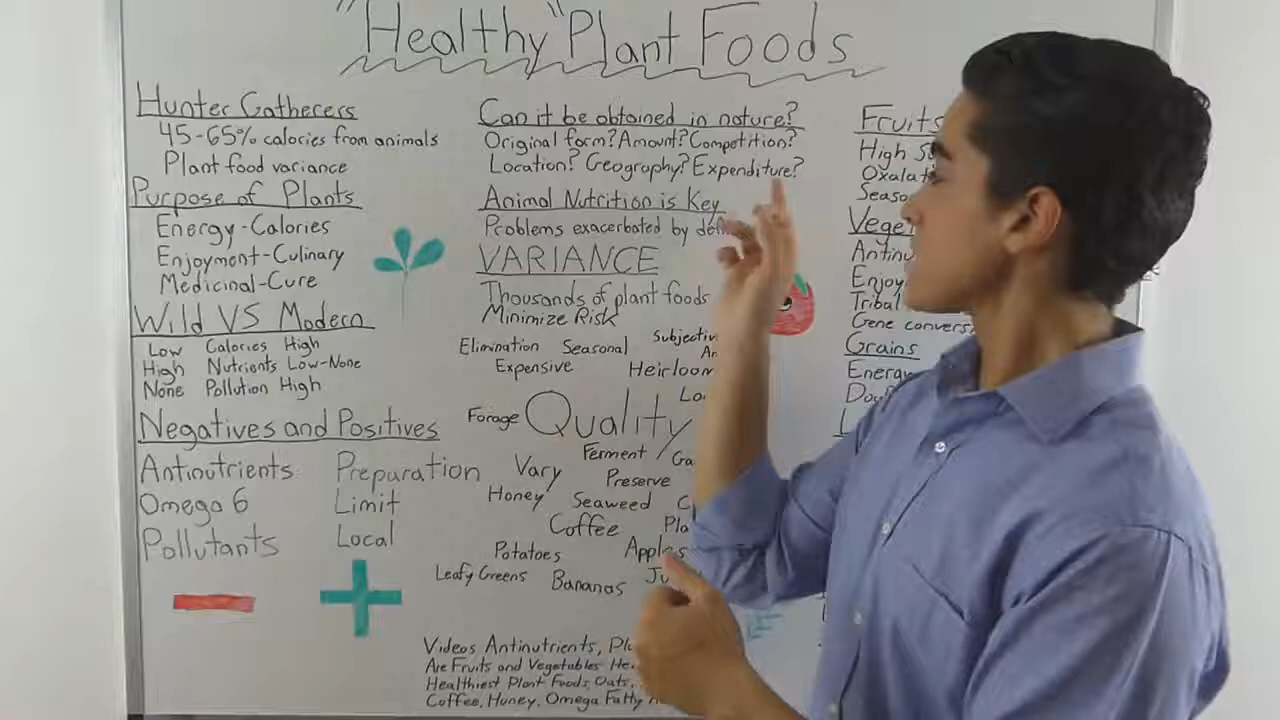 "Healthy" Plant Foods
Hunter Gatherers
45-65% calories from animals
Plant food variance
Purpose of Plants
Energy-Calories
Enjoyment-Culinary
Medicinal-Cure
Wild VS Modern
Low Calories High
High Nutrients Low-None
None Pollution High
Negatives and Positives
Antinutrients Preparation
Omega 6 Limit
Pollutants Local
Can it be obtained in nature?
Original form? Amount? Competition?
Location? Geography? Expenditure?
Animal Nutrition is Key
Problems exacerbated by
VARIANCE
Thousands of plant foods
Minimize Risk
Elimination Seasonal
Expensive Heirloom
Forage Quality
Ferment
Vary Preserve
Honey Seaweed
Coffee
Potatoes Apples
Leafy Greens Bananas
Videos Antinutrients,
Are Fruits and Vegetables
Healthiest Plant Foods, Oats,
Coffee, Honey, Omega Fatty
Fruits
High
Grains